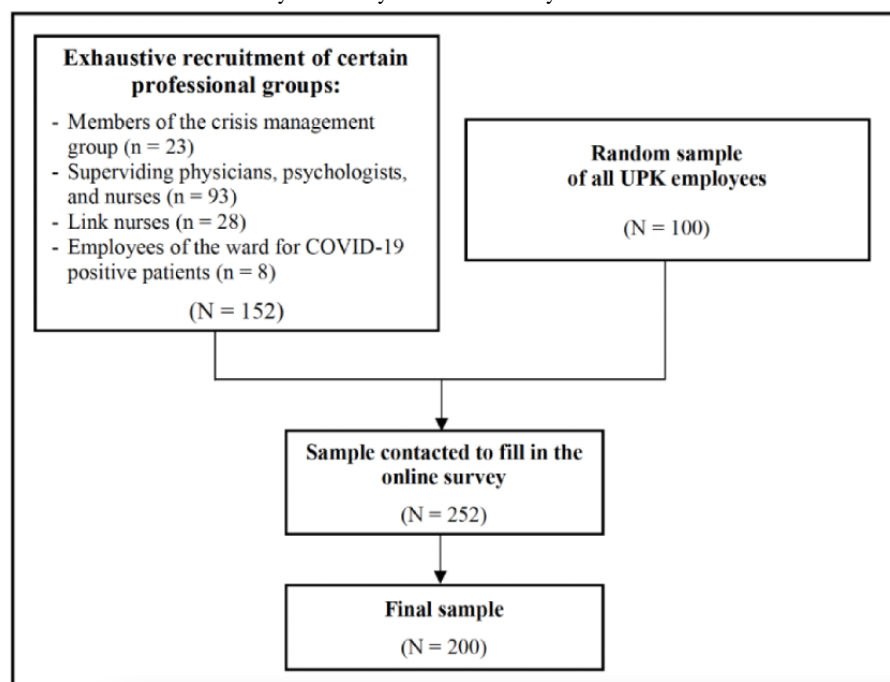 Exhaustive recruitment of certain
professional groups:
- Members of the crisis management
group (n = 23)
- Superviding physicians, psychologists,
and nurses (n = 93)
- Link nurses (n = 28)
- Employees of the ward for COVID-19
positive patients (n = 8)
(N = 152)
Random sample
of all UPK employees
(N = 100)
Sample contacted to fill in the
online survey
(N = 252)
Final sample
(N = 200)